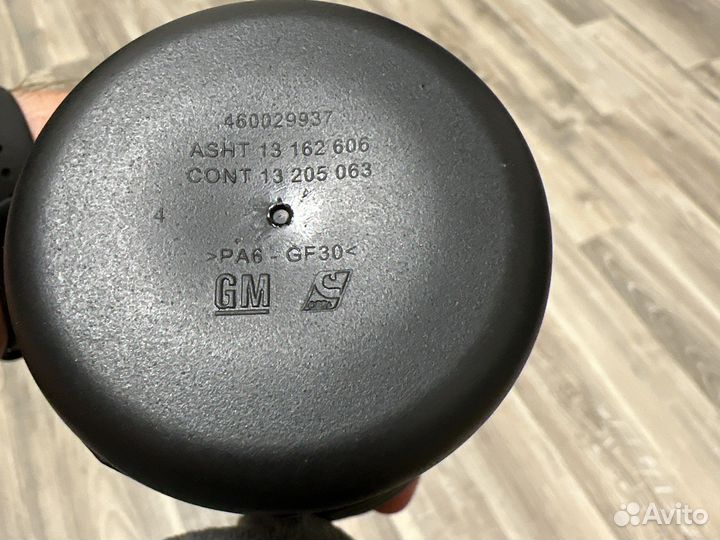 460029937
ASHT 13 162 606
CONT 13 205 063
4
>PA6 - GF30<
GM
Avito